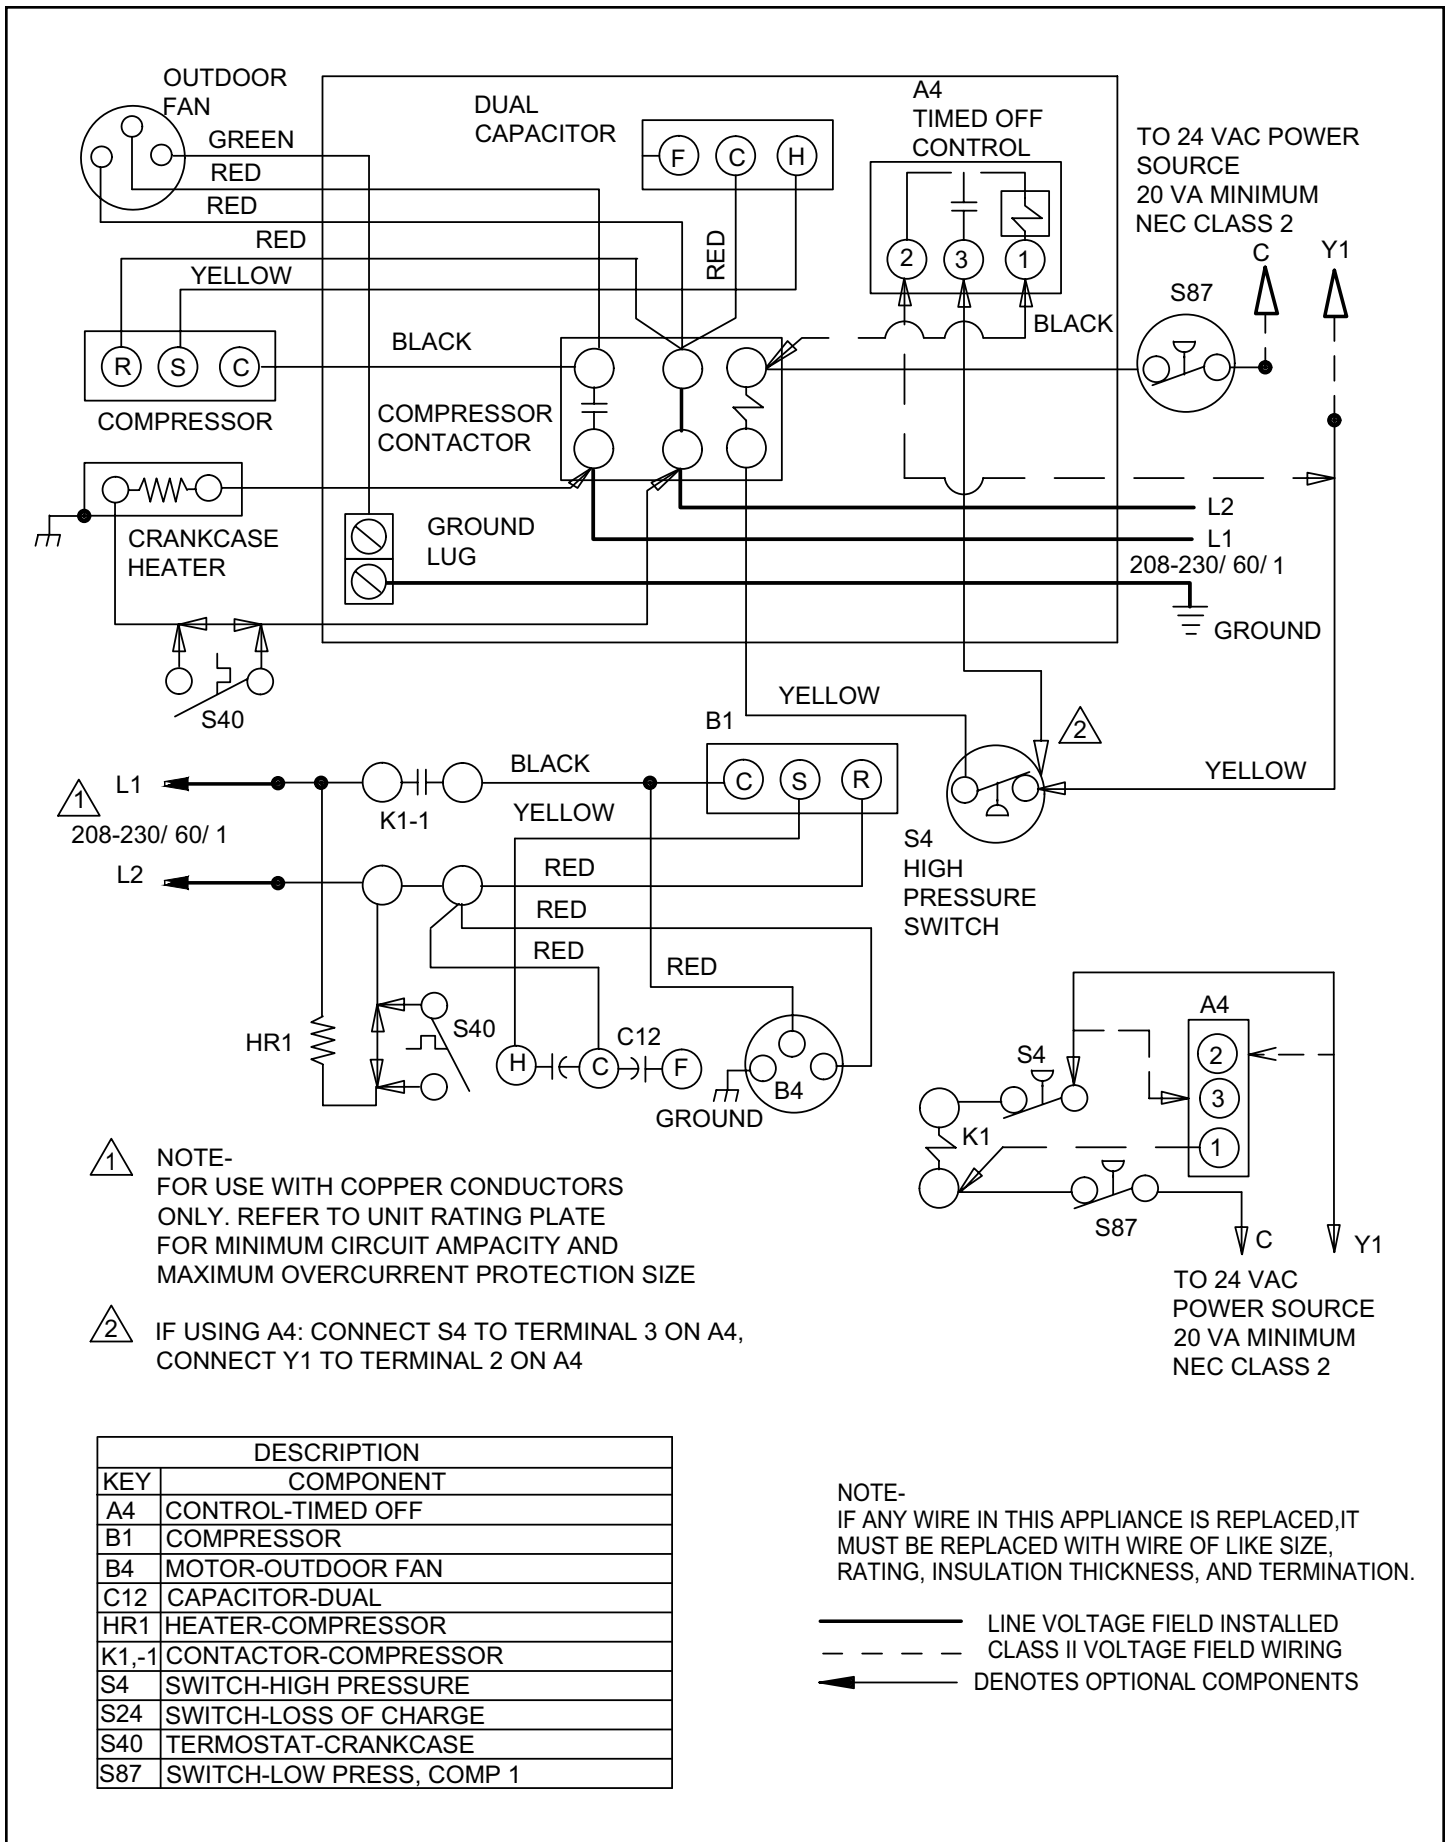 OUTDOOR
FAN
GREEN
RED
RED
RED
YELLOW
DUAL
CAPACITOR
F C H
RED
A4
TIMED OFF
CONTROL
2 3 1
TO 24 VAC POWER
SOURCE
20 VA MINIMUM
NEC CLASS 2
C Y1
S87
BLACK
BLACK
R S C
COMPRESSOR
COMPRESSOR
CONTACTOR
CRANKCASE
HEATER
GROUND
LUG
L2
L1
208-230/ 60/ 1
GROUND
S40
YELLOW
B1
C S R
2
YELLOW
S4
HIGH
PRESSURE
SWITCH
L1
1
208-230/ 60/ 1
L2
K1-1
BLACK
YELLOW
RED
RED
RED
RED
HR1
S40
C12
H C F
B4
GROUND
A4
2
3
1
S4
K1
S87
C Y1
TO 24 VAC
POWER SOURCE
20 VA MINIMUM
NEC CLASS 2
1 NOTE-
FOR USE WITH COPPER CONDUCTORS
ONLY. REFER TO UNIT RATING PLATE
FOR MINIMUM CIRCUIT AMPACITY AND
MAXIMUM OVERCURRENT PROTECTION SIZE
2 IF USING A4: CONNECT S4 TO TERMINAL 3 ON A4,
CONNECT Y1 TO TERMINAL 2 ON A4
DESCRIPTION
KEY COMPONENT
A4 CONTROL-TIMED OFF
B1 COMPRESSOR
B4 MOTOR-OUTDOOR FAN
C12 CAPACITOR-DUAL
HR1 HEATER-COMPRESSOR
K1,-1 CONTACTOR-COMPRESSOR
S4 SWITCH-HIGH PRESSURE
S24 SWITCH-LOSS OF CHARGE
S40 TERMOSTAT-CRANKCASE
S87 SWITCH-LOW PRESS, COMP 1
NOTE-
IF ANY WIRE IN THIS APPLIANCE IS REPLACED,IT
MUST BE REPLACED WITH WIRE OF LIKE SIZE,
RATING, INSULATION THICKNESS, AND TERMINATION.
LINE VOLTAGE FIELD INSTALLED
CLASS II VOLTAGE FIELD WIRING
DENOTES OPTIONAL COMPONENTS